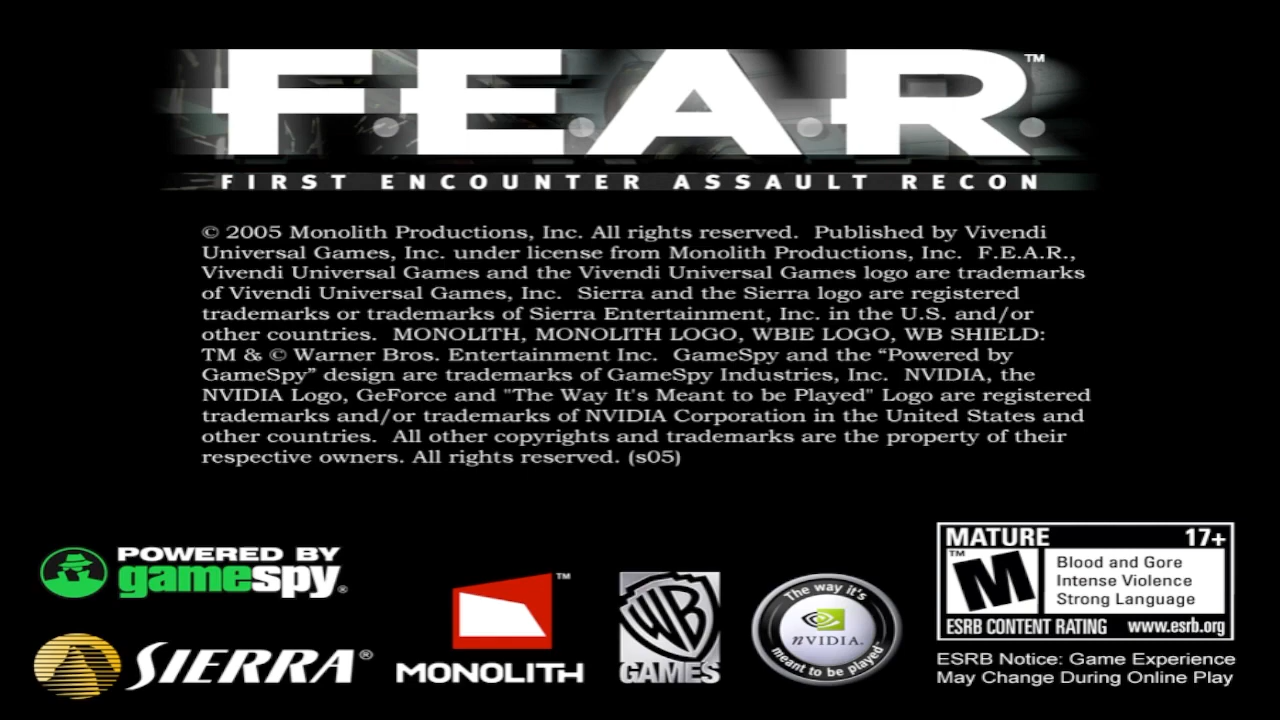 F.E.A.R.™
FIRST ENCOUNTER ASSAULT RECON
© 2005 Monolith Productions, Inc. All rights reserved.  Published by Vivendi
Universal Games, Inc. under license from Monolith Productions, Inc.  F.E.A.R.,
Vivendi Universal Games and the Vivendi Universal Games logo are trademarks
of Vivendi Universal Games, Inc.  Sierra and the Sierra logo are registered
trademarks or trademarks of Sierra Entertainment, Inc. in the U.S. and/or
other countries.  MONOLITH, MONOLITH LOGO, WBIE LOGO, WB SHIELD:
TM & © Warner Bros. Entertainment Inc.  GameSpy and the “Powered by
GameSpy” design are trademarks of GameSpy Industries, Inc.  NVIDIA, the
NVIDIA Logo, GeForce and "The Way It's Meant to be Played" Logo are registered
trademarks and/or trademarks of NVIDIA Corporation in the United States and
other countries.  All other copyrights and trademarks are the property of their
respective owners. All rights reserved. (s05)
POWERED BY
gamespy®
SIERRA®
™
MONOLITH
WB
GAMES
The way it's
nVIDIA.
meant to be played
MATURE 17+
™
M
Blood and Gore
Intense Violence
Strong Language
ESRB CONTENT RATING www.esrb.org
ESRB Notice: Game Experience
May Change During Online Play